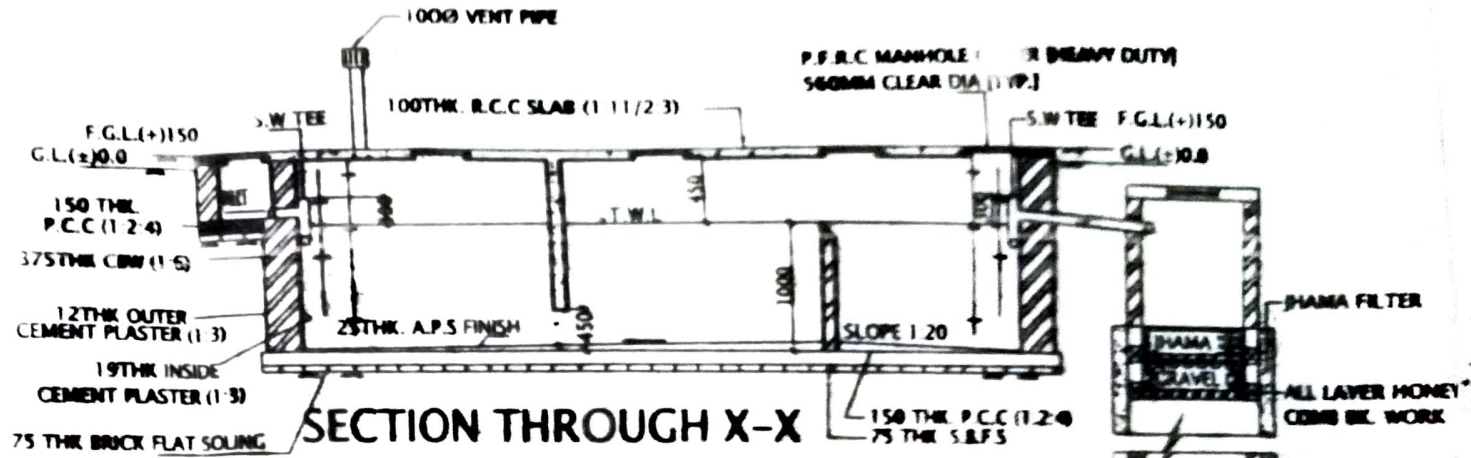 100Ø VENT PIPE
P.F.R.C MANHOLE [HEAVY DUTY]
560MM CLEAR DIA [TYP.]
100THK. R.C.C SLAB (1:11/2:3)
S.W TEE
S.W TEE
F.G.L.(+)150
F.G.L.(+)150
G.L.(±)0.0
G.L.(±)0.0
150 THK.
P.C.C (1:2:4)
450
T.W.L
375THK CBW (1:6)
1000
12THK OUTER
CEMENT PLASTER (1:3)
25THK. A.P.S FINISH
450
SLOPE 1:20
JHAMA FILTER
JHAMA
GRAVEL
19THK INSIDE
CEMENT PLASTER (1:3)
ALL LAYER HONEY
COMB BK. WORK
150 THK. P.C.C (1:2:4)
75 THK. S.B.F.S
75 THK BRICK FLAT SOLING
SECTION THROUGH X-X